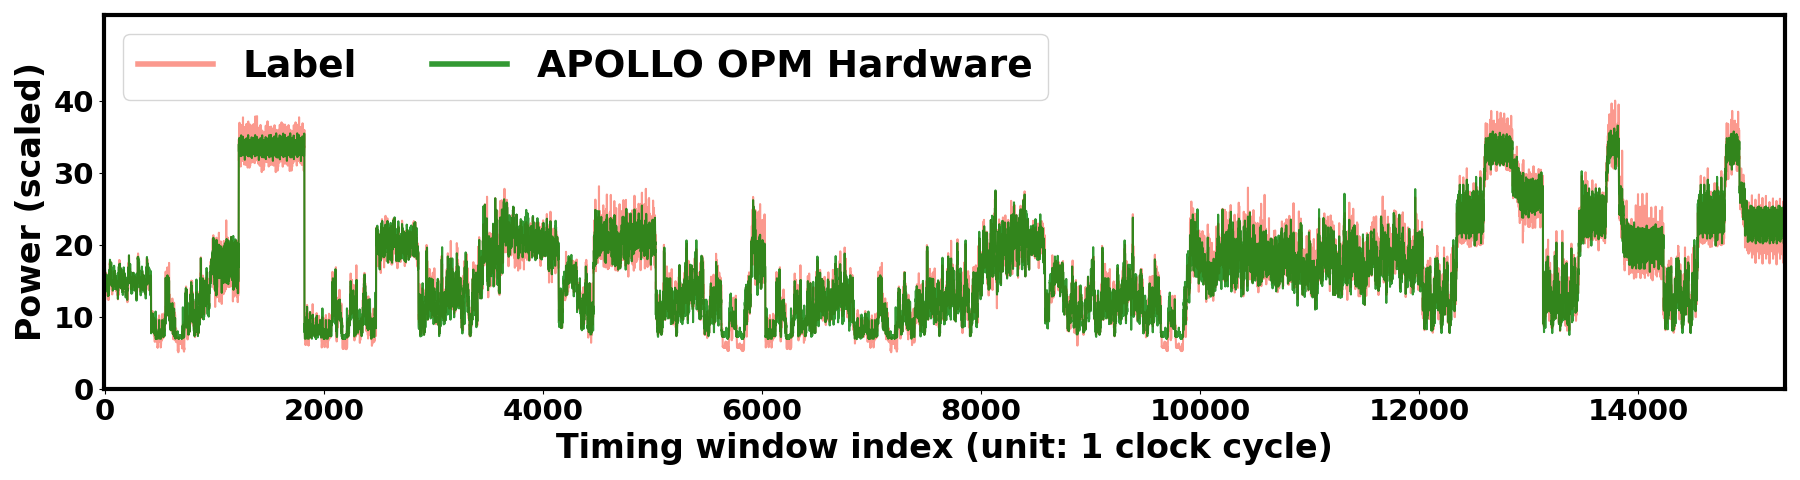 Label
APOLLO OPM Hardware
Power (scaled)
40
30
20
10
0
0 2000 4000 6000 8000 10000 12000 14000
Timing window index (unit: 1 clock cycle)